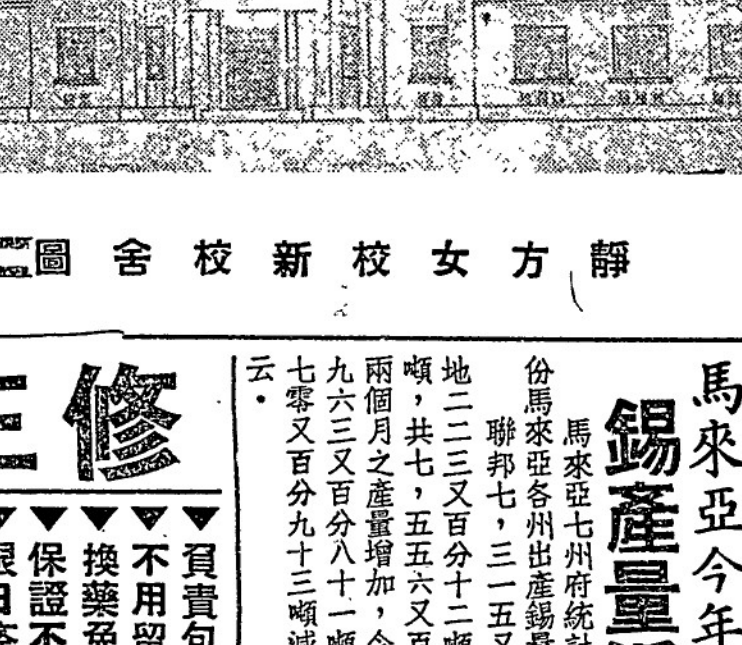 靜方女校新校舍圖
馬來亞今年
錫產量
馬來亞七州府統計
份馬來亞各州出產錫量
聯邦七，三一五又
地二二三又百分十二噸
噸，共七，五五六又百
兩個月之產量增加，今
九六三又百分八十一噸
七零又百分九十三噸減
云。
修
▼負責包
▼不用留
▼換藥免
▼保證不